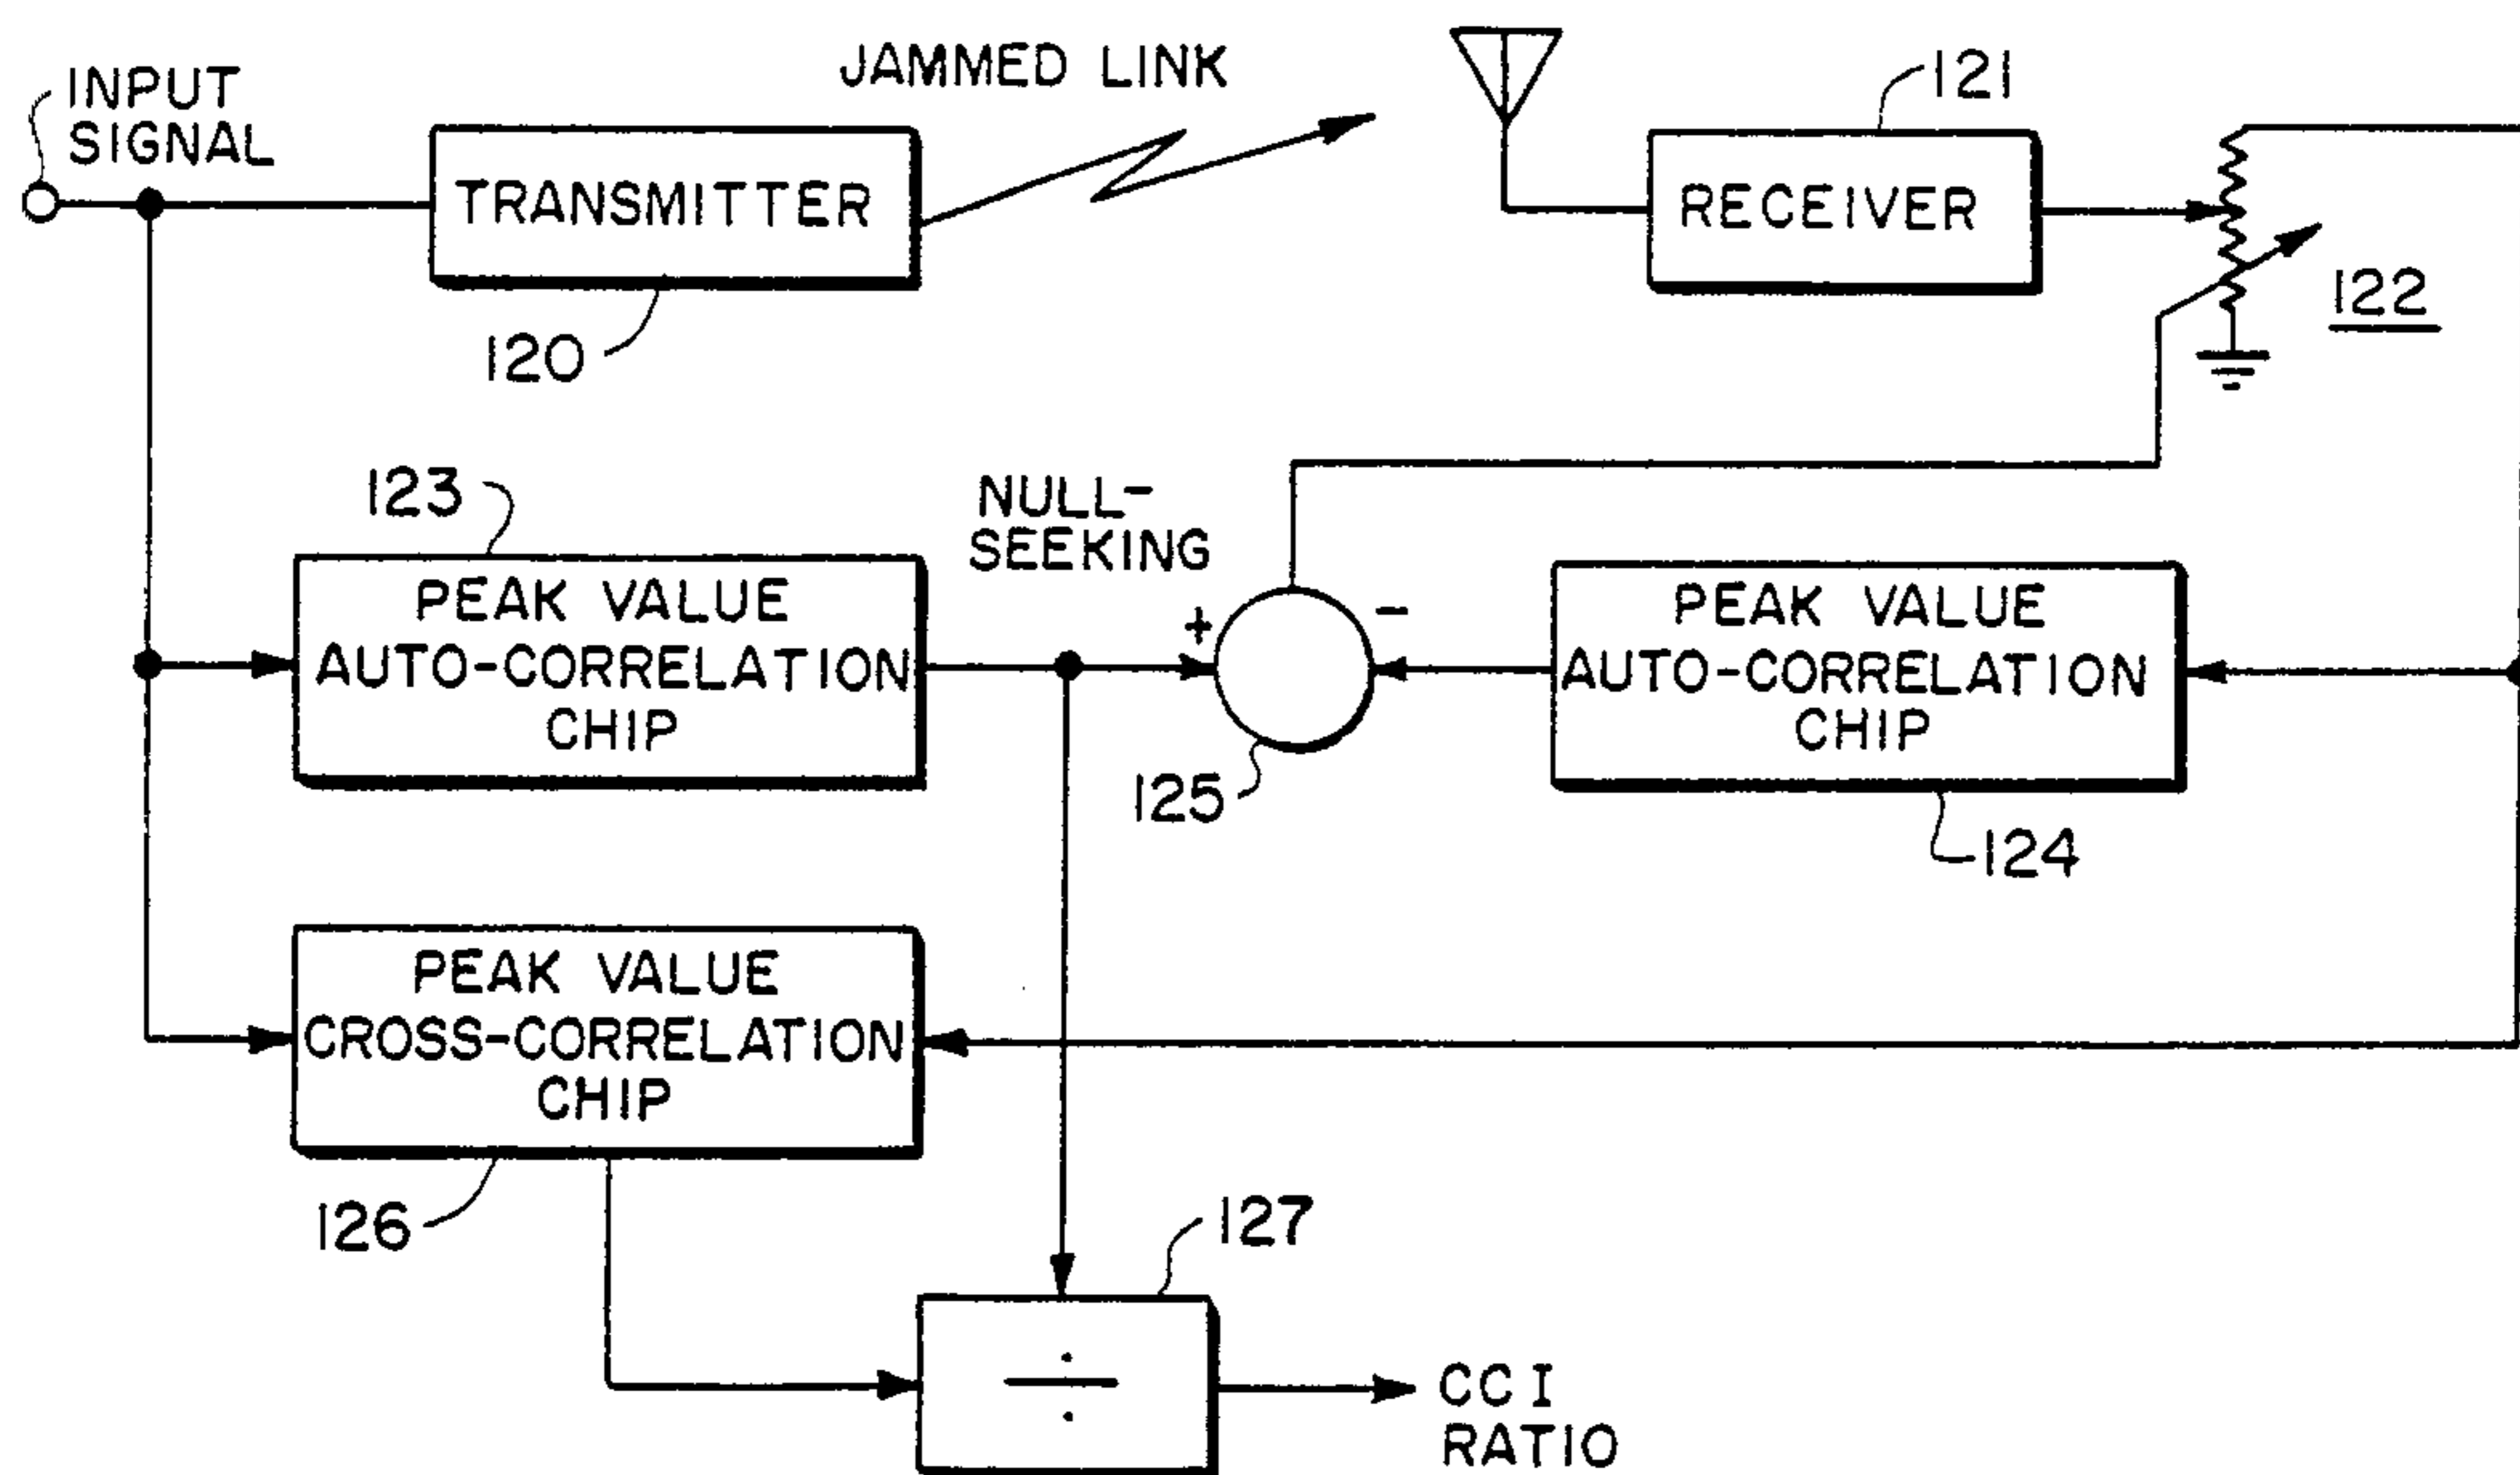 INPUT
SIGNAL
JAMMED LINK
121
TRANSMITTER
RECEIVER
122
120
123
NULL-
SEEKING
PEAK VALUE
AUTO-CORRELATION
CHIP
+
-
PEAK VALUE
AUTO-CORRELATION
CHIP
125
124
PEAK VALUE
CROSS-CORRELATION
CHIP
126
127
÷
CCI
RATIO